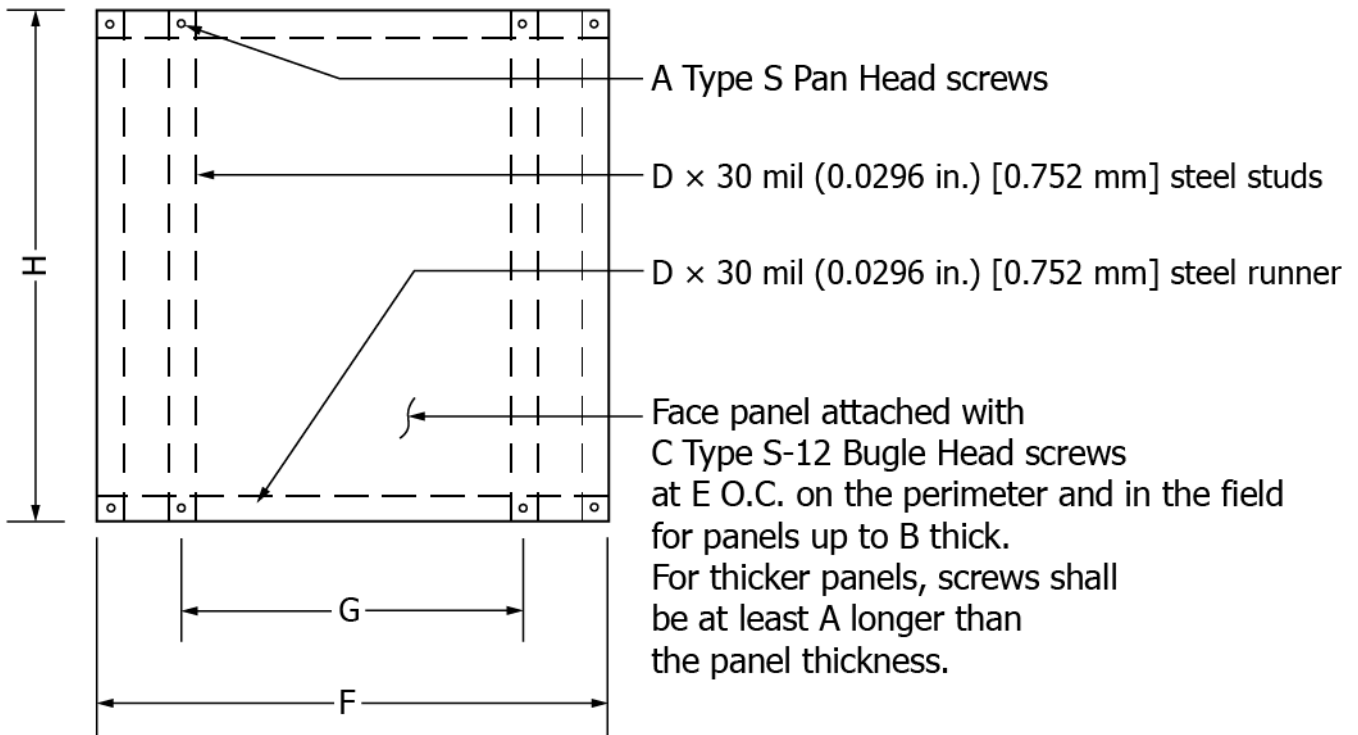 A Type S Pan Head screws
D × 30 mil (0.0296 in.) [0.752 mm] steel studs
D × 30 mil (0.0296 in.) [0.752 mm] steel runner
H
Face panel attached with
C Type S-12 Bugle Head screws
at E O.C. on the perimeter and in the field
for panels up to B thick.
For thicker panels, screws shall
be at least A longer than
the panel thickness.
G
F